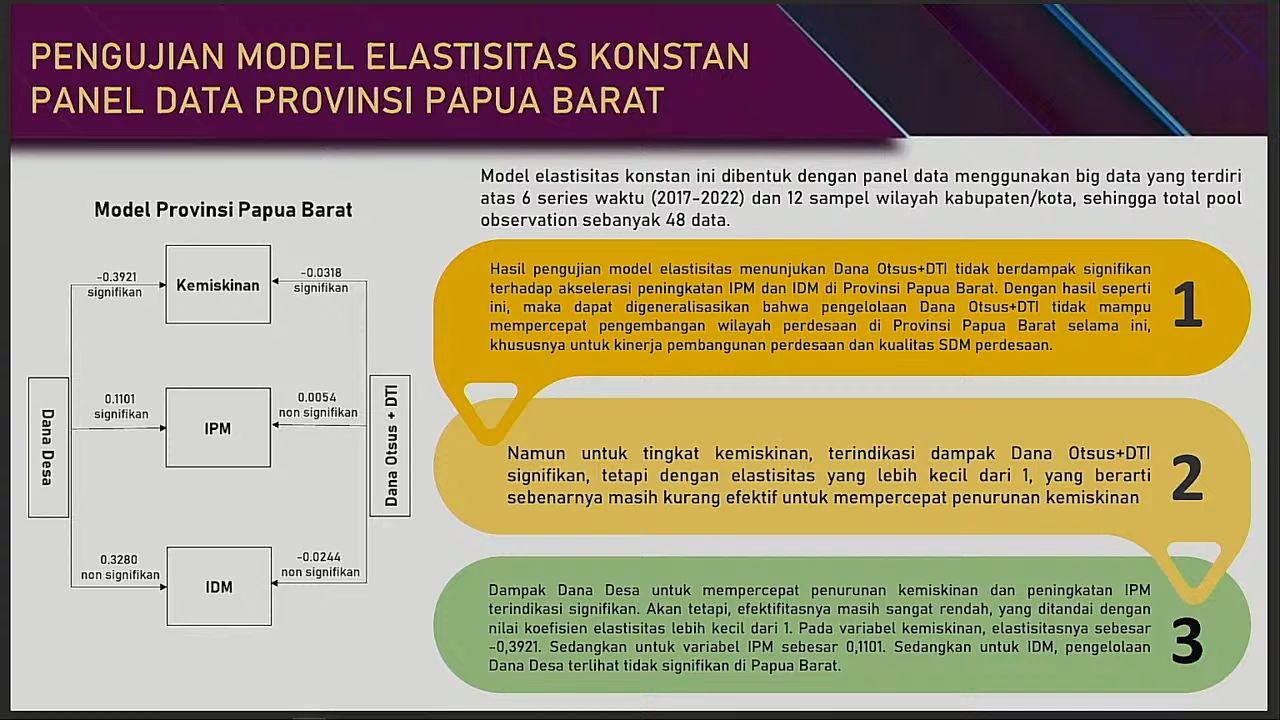 PENGUJIAN MODEL ELASTISITAS KONSTAN
PANEL DATA PROVINSI PAPUA BARAT
Model Provinsi Papua Barat
-0.3921
signifikan
Kemiskinan
-0.0318
signifikan
0.1101
signifikan
IPM
0.0054
non signifikan
Dana Desa
Dana Otsus + DTI
0.3280
non signifikan
IDM
-0.0244
non signifikan
Model elastisitas konstan ini dibentuk dengan panel data menggunakan big data yang terdiri
atas 6 series waktu (2017-2022) dan 12 sampel wilayah kabupaten/kota, sehingga total pool
observation sebanyak 48 data.
Hasil pengujian model elastisitas menunjukan Dana Otsus+DTI tidak berdampak signifikan
terhadap akselerasi peningkatan IPM dan IDM di Provinsi Papua Barat. Dengan hasil seperti
ini, maka dapat digeneralisasikan bahwa pengelolaan Dana Otsus+DTI tidak mampu
mempercepat pengembangan wilayah perdesaan di Provinsi Papua Barat selama ini,
khususnya untuk kinerja pembangunan perdesaan dan kualitas SDM perdesaan.
1
Namun untuk tingkat kemiskinan, terindikasi dampak Dana Otsus+DTI
signifikan, tetapi dengan elastisitas yang lebih kecil dari 1, yang berarti
sebenarnya masih kurang efektif untuk mempercepat penurunan kemiskinan
2
Dampak Dana Desa untuk mempercepat penurunan kemiskinan dan peningkatan IPM
terindikasi signifikan. Akan tetapi, efektifitasnya masih sangat rendah, yang ditandai dengan
nilai koefisien elastisitas lebih kecil dari 1. Pada variabel kemiskinan, elastisitasnya sebesar
-0,3921. Sedangkan untuk variabel IPM sebesar 0,1101. Sedangkan untuk IDM, pengelolaan
Dana Desa terlihat tidak signifikan di Papua Barat.
3